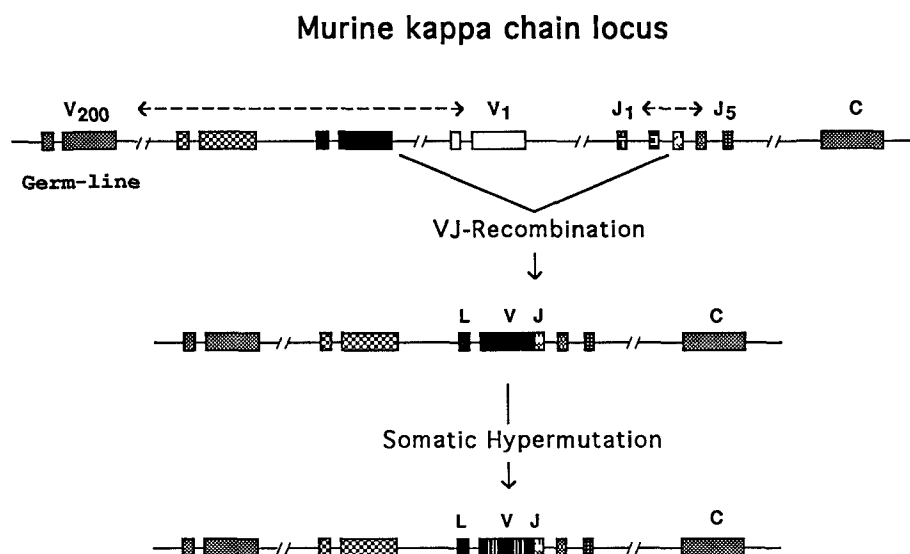 Murine kappa chain locus
V200 V1 J1 J5 C
Germ-line
VJ-Recombination
L V J C
Somatic Hypermutation
L V J C